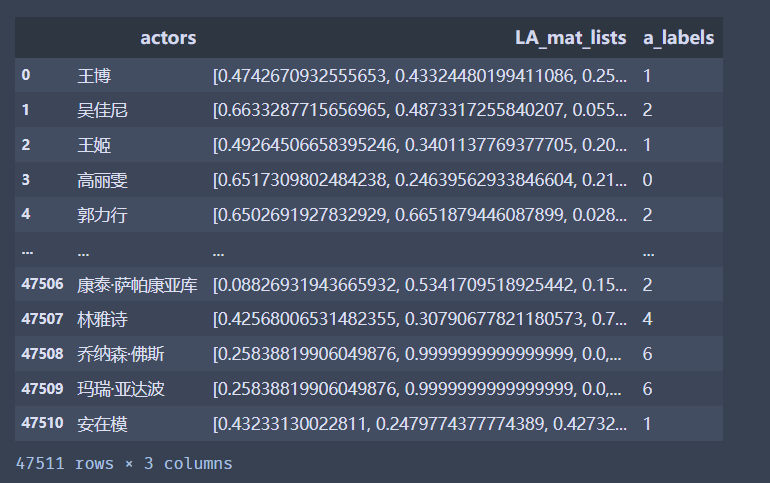 actors LA_mat_lists a_labels
0 王博 [0.4742670932555653, 0.43324480199411086, 0.25... 1
1 吴佳尼 [0.6633287715656965, 0.4873317255840207, 0.055... 2
2 王姬 [0.49264506658395246, 0.3401137769377705, 0.20... 1
3 高丽雯 [0.6517309802484238, 0.24639562933846604, 0.21... 0
4 郭力行 [0.6502691927832929, 0.6651879446087899, 0.028... 2
... ... ... ...
47506 康泰·萨帕康亚库 [0.08826931943665932, 0.5341709518925442, 0.15... 2
47507 林雅诗 [0.42568006531482355, 0.30790677821180573, 0.7... 4
47508 乔纳森·佛斯 [0.25838819906049876, 0.9999999999999999, 0.0,... 6
47509 玛瑞·亚达波 [0.25838819906049876, 0.9999999999999999, 0.0,... 6
47510 安在模 [0.43233130022811, 0.2479774377774389, 0.42732... 1
47511 rows × 3 columns